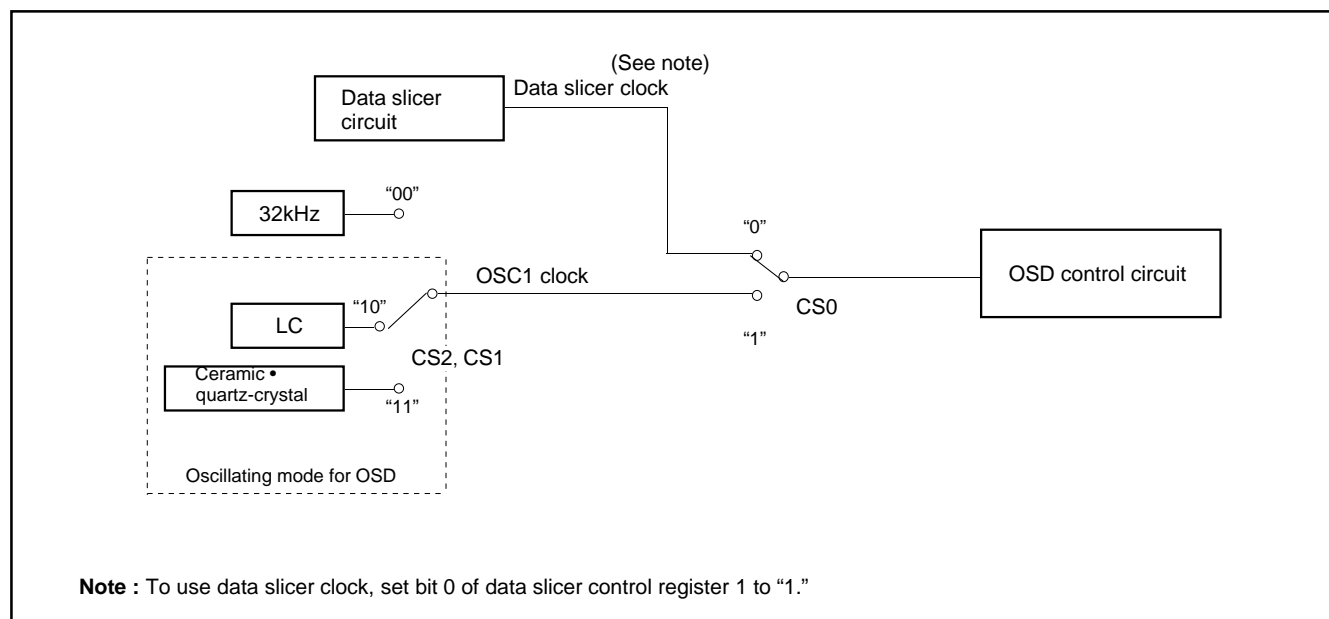 (See note)
Data slicer clock
Data slicer
circuit
“00”
32kHz
“0”
OSD control circuit
OSC1 clock
“10”
CS0
LC
“1”
CS2, CS1
Ceramic •
quartz-crystal
“11”
Oscillating mode for OSD
Note : To use data slicer clock, set bit 0 of data slicer control register 1 to “1.”